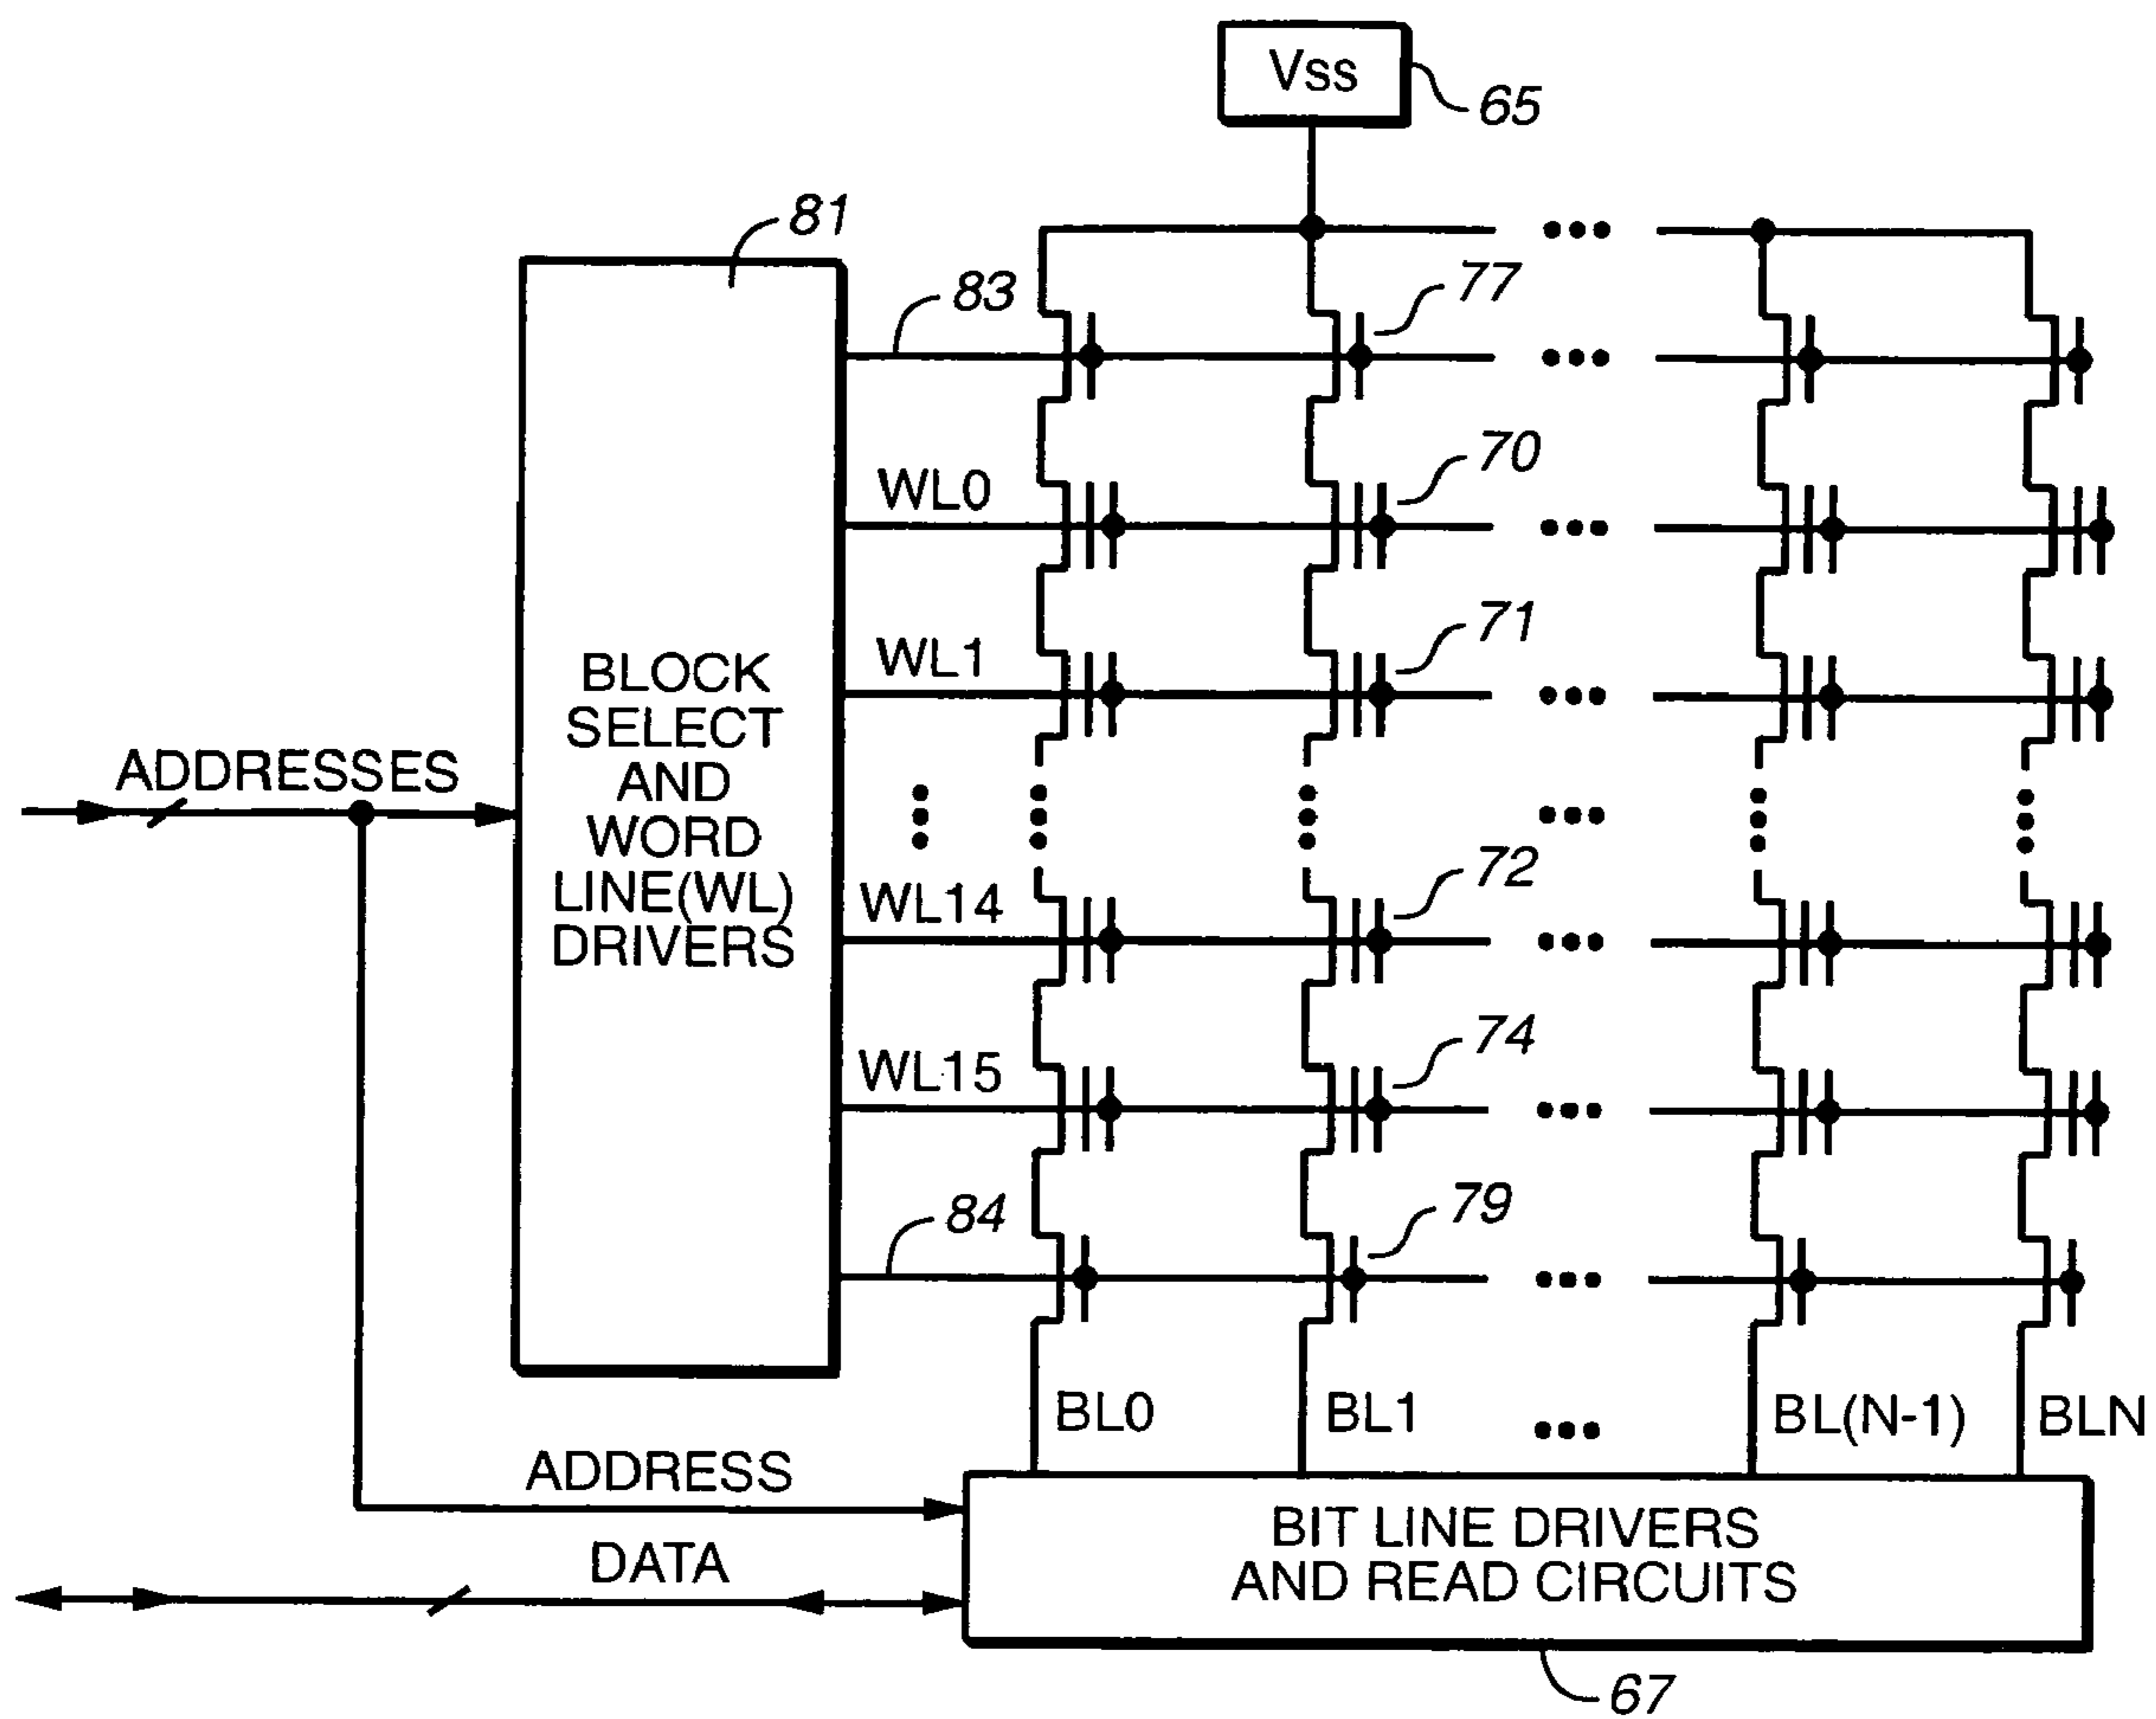 Vss
65
81
83
77
WL0
70
WL1
71
BLOCK
SELECT
AND
WORD
LINE(WL)
DRIVERS
ADDRESSES
WL14
72
WL15
74
84
79
BL0
BL1
BL(N-1)
BLN
ADDRESS
BIT LINE DRIVERS
AND READ CIRCUITS
DATA
67